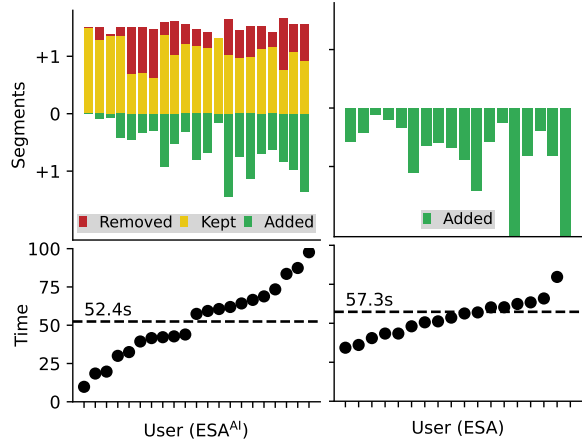 Segments
+1
0
+1
Removed Kept Added
Added
Time
100
75
50
25
0
52.4s
57.3s
User (ESA^AI)
User (ESA)